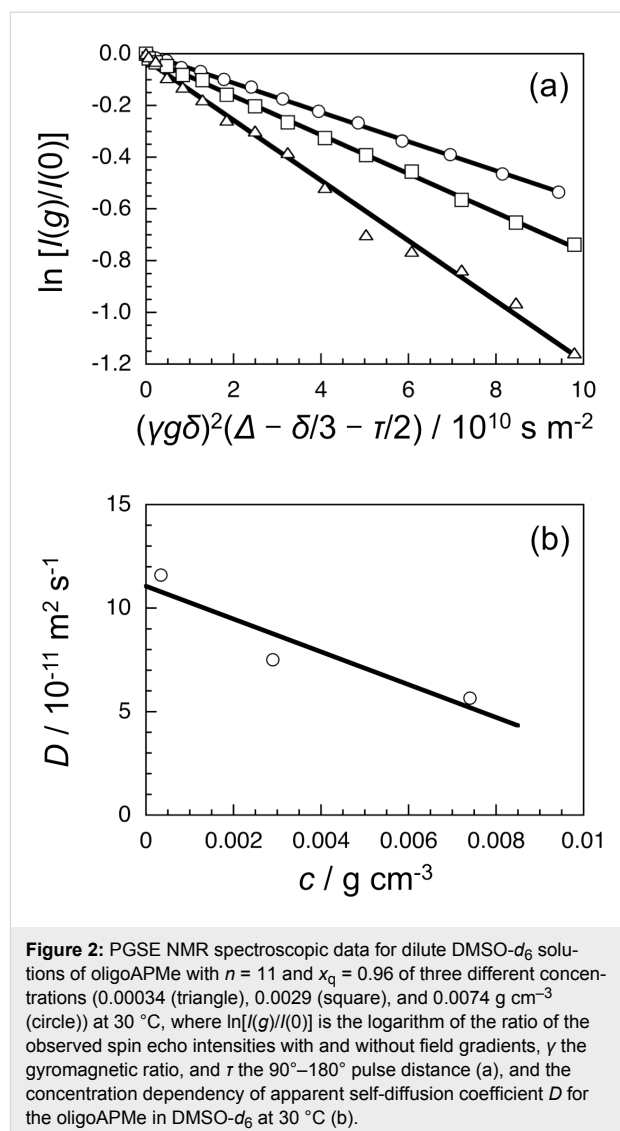 0.0
-0.2
-0.4
-0.6
-0.8
-1.0
-1.2
ln [I(g)/I(0)]
(a)
0 2 4 6 8 10
(γgδ)² (Δ − δ/3 − τ/2) / 10¹⁰ s m⁻²
15
10
5
0
D / 10⁻¹¹ m² s⁻¹
(b)
0 0.002 0.004 0.006 0.008 0.01
c / g cm⁻³
Figure 2: PGSE NMR spectroscopic data for dilute DMSO-d₆ solu-
tions of oligoAPMe with n = 11 and x_q = 0.96 of three different concen-
trations (0.00034 (triangle), 0.0029 (square), and 0.0074 g cm⁻³
(circle)) at 30 °C, where ln[I(g)/I(0)] is the logarithm of the ratio of the
observed spin echo intensities with and without field gradients, γ the
gyromagnetic ratio, and τ the 90°–180° pulse distance (a), and the
concentration dependency of apparent self-diffusion coefficient D for
the oligoAPMe in DMSO-d₆ at 30 °C (b).